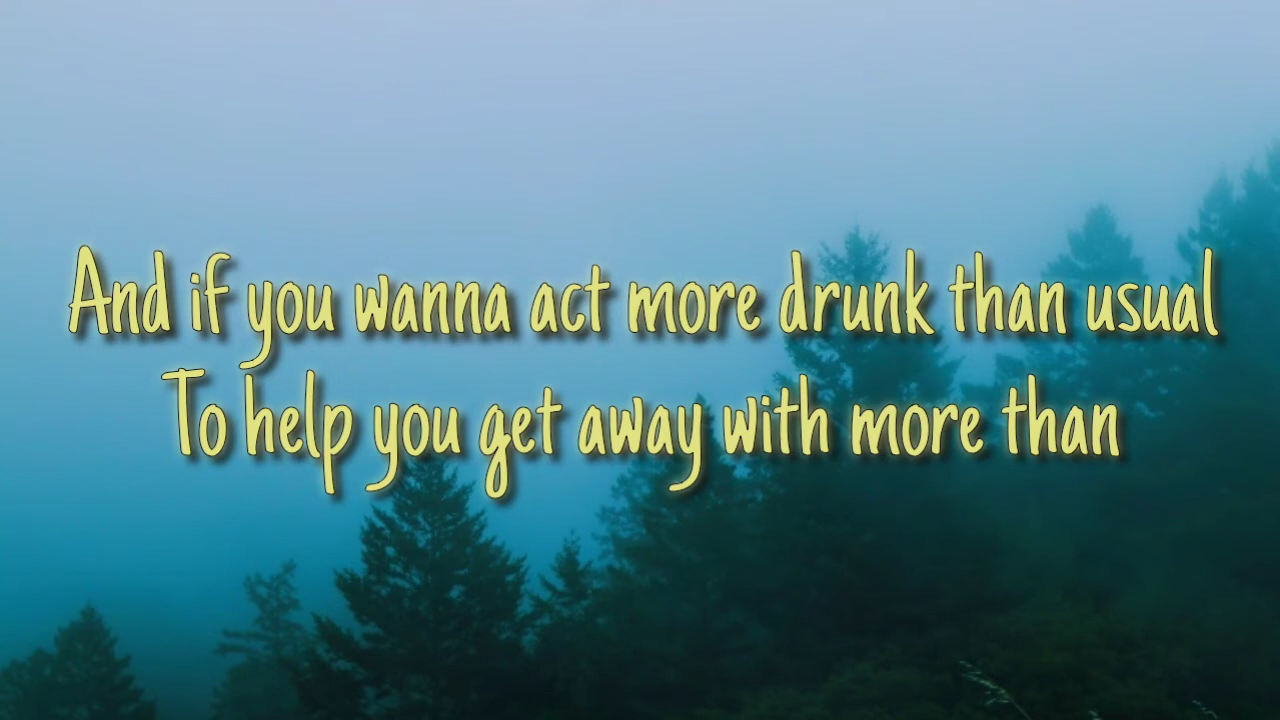 And if you wanna act more drunk than usual
To help you get away with more than